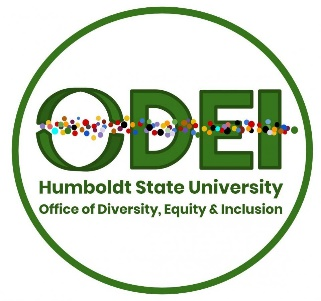 ODEI
Humboldt State University
Office of Diversity, Equity & Inclusion